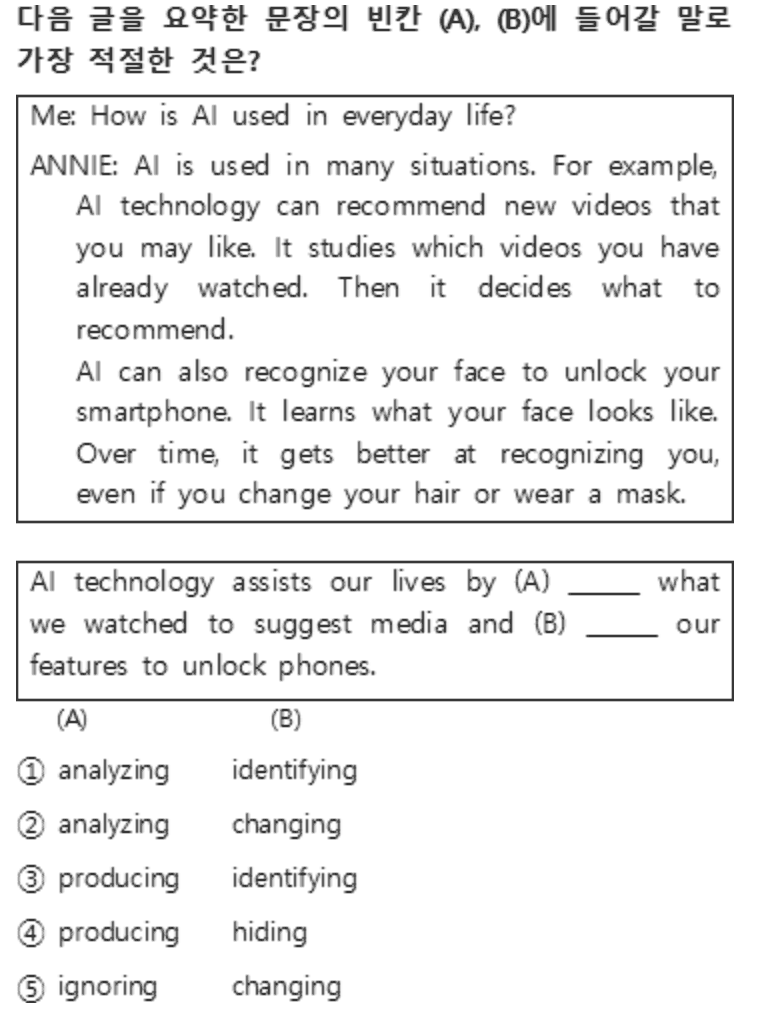 다음 글을 요약한 문장의 빈칸 (A), (B)에 들어갈 말로
가장 적절한 것은?
Me: How is AI used in everyday life?
ANNIE: AI is used in many situations. For example,
AI technology can recommend new videos that
you may like. It studies which videos you have
already watched. Then it decides what to
recommend.
AI can also recognize your face to unlock your
smartphone. It learns what your face looks like.
Over time, it gets better at recognizing you,
even if you change your hair or wear a mask.
AI technology assists our lives by (A) _____ what
we watched to suggest media and (B) _____ our
features to unlock phones.
(A) (B)
① analyzing identifying
② analyzing changing
③ producing identifying
④ producing hiding
⑤ ignoring changing